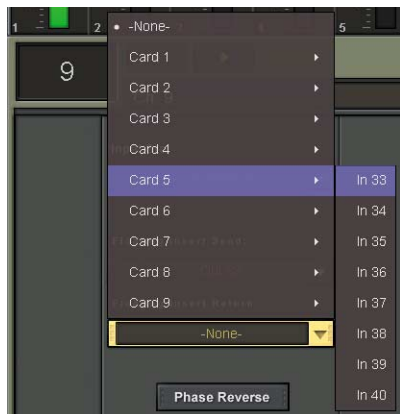 1 2 5
• -None-
9
Card 1
Card 2
Card 3
Card 4
Card 5 In 33
Card 6 In 34
Card 7 In 35
Card 8 In 36
Card 9 In 37
-None- In 38
In 39
Phase Reverse In 40